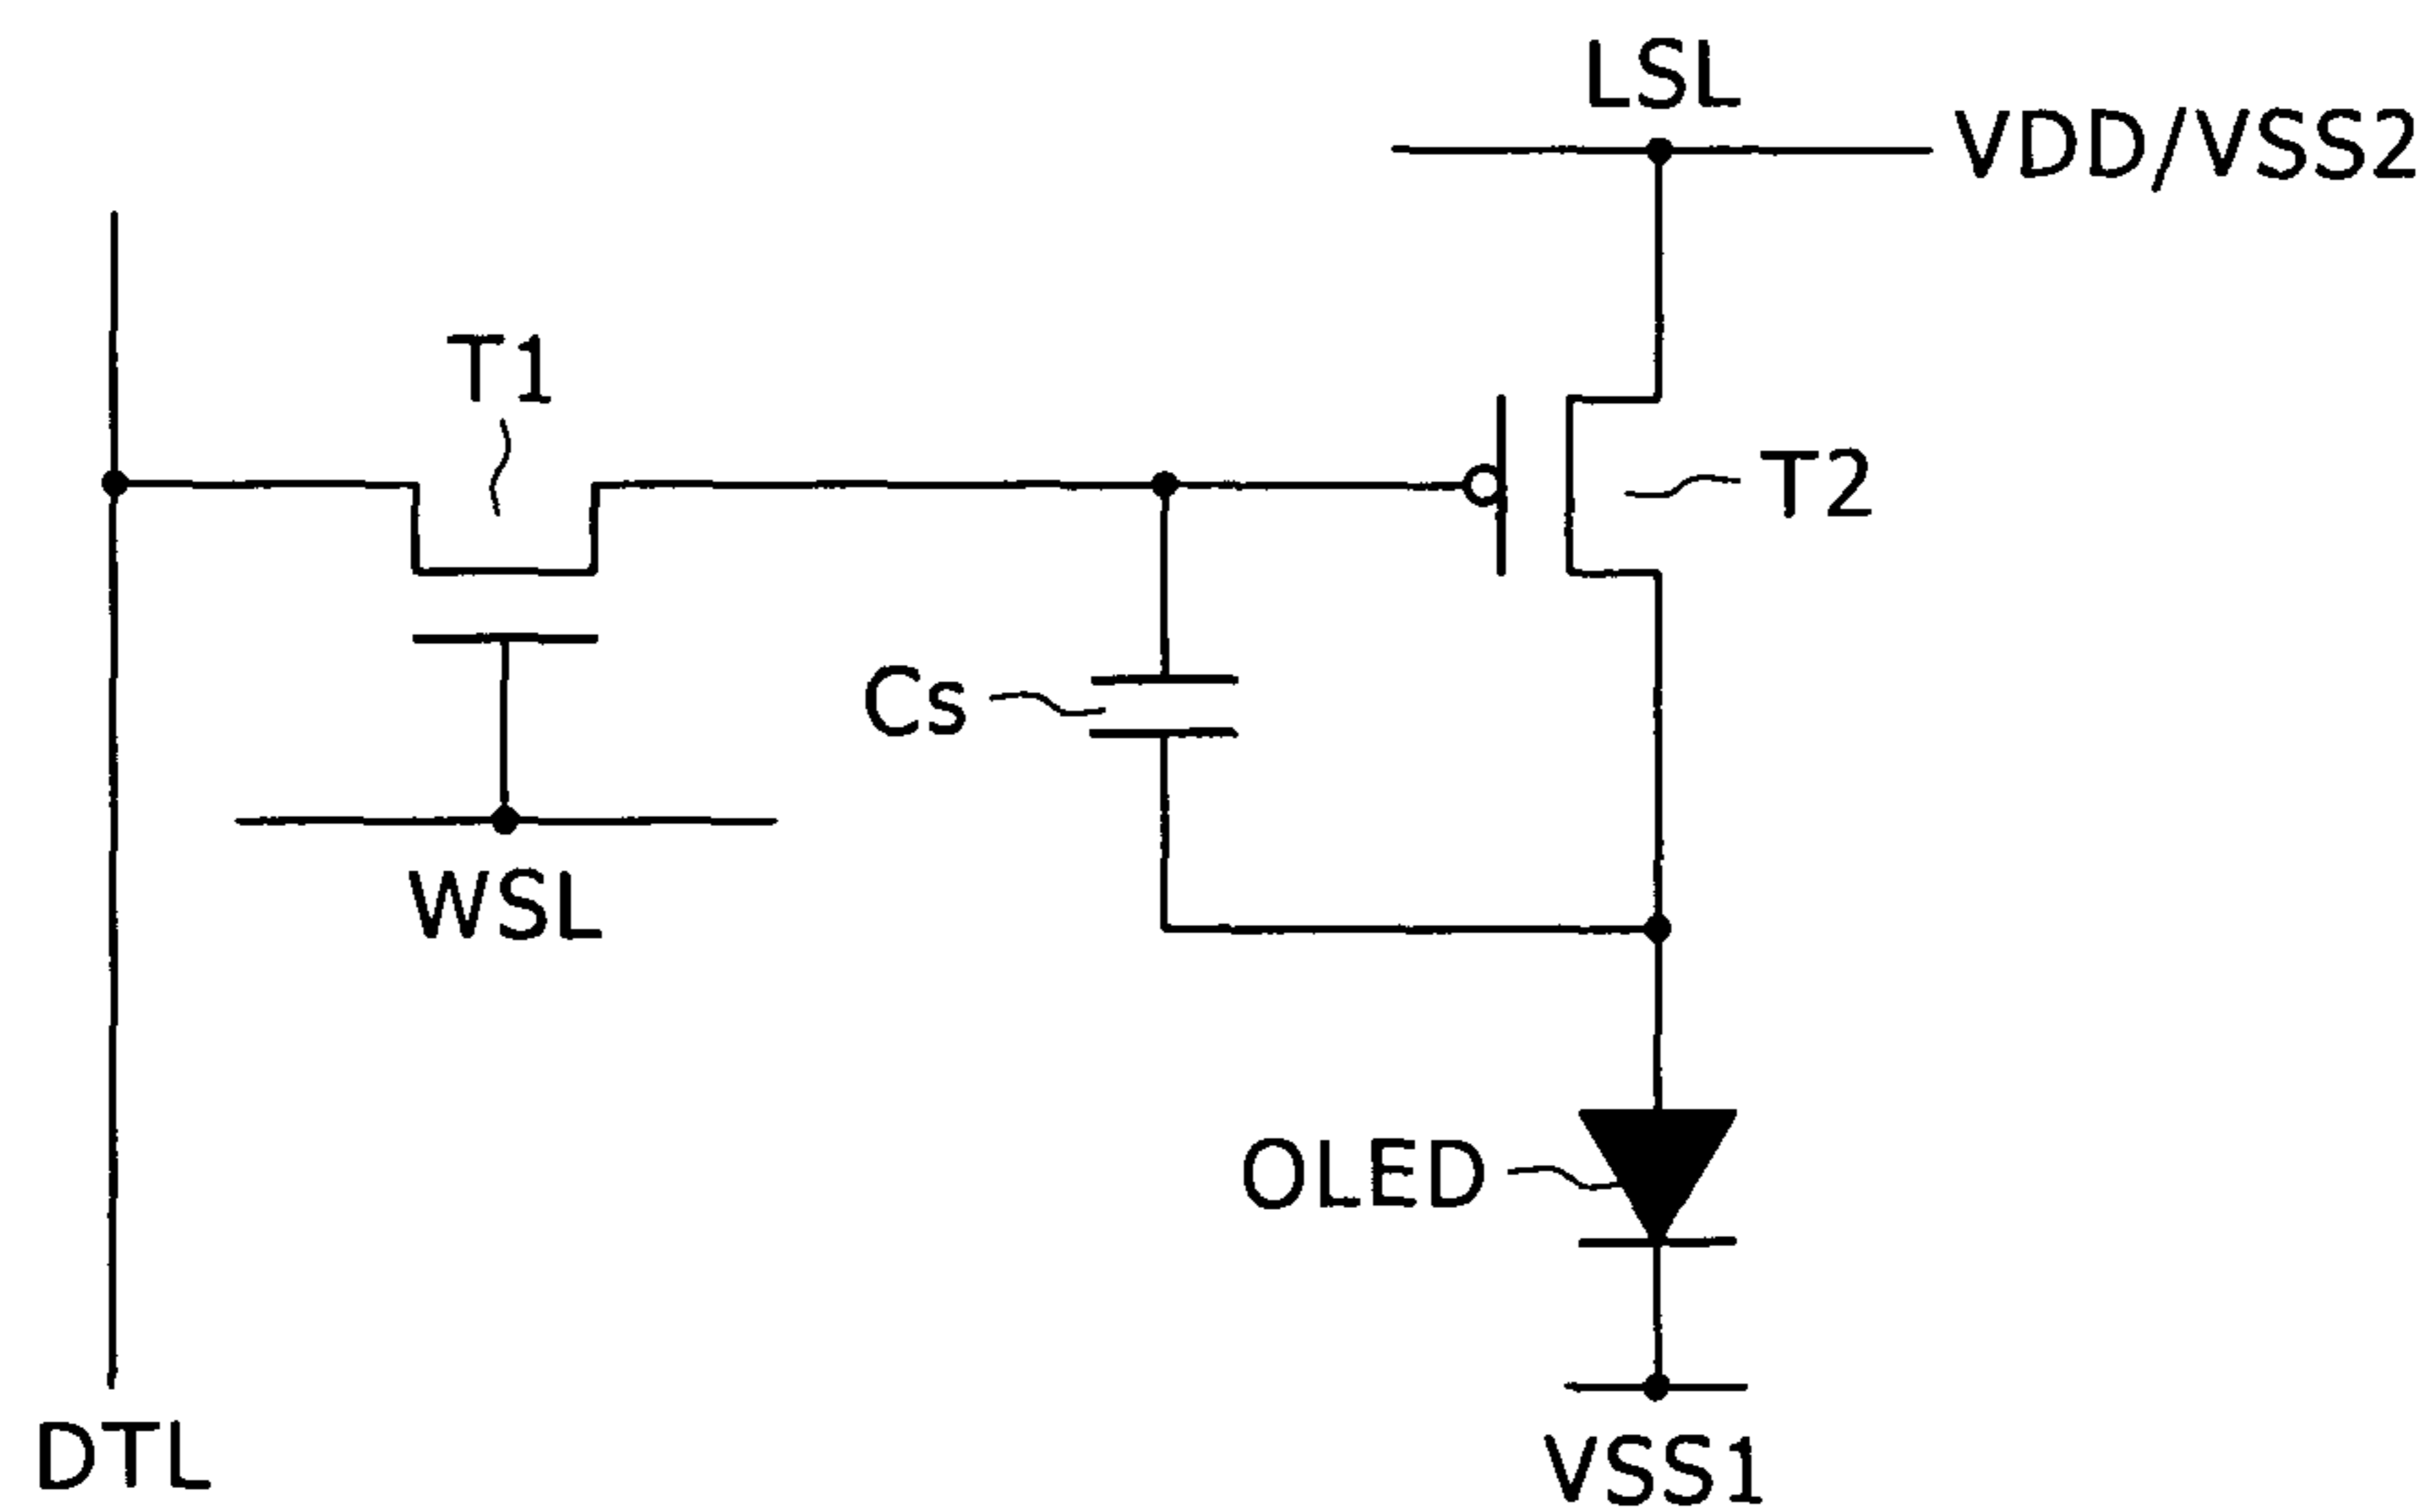 LSL
VDD/VSS2
T1
T2
Cs
WSL
OLED
DTL
VSS1